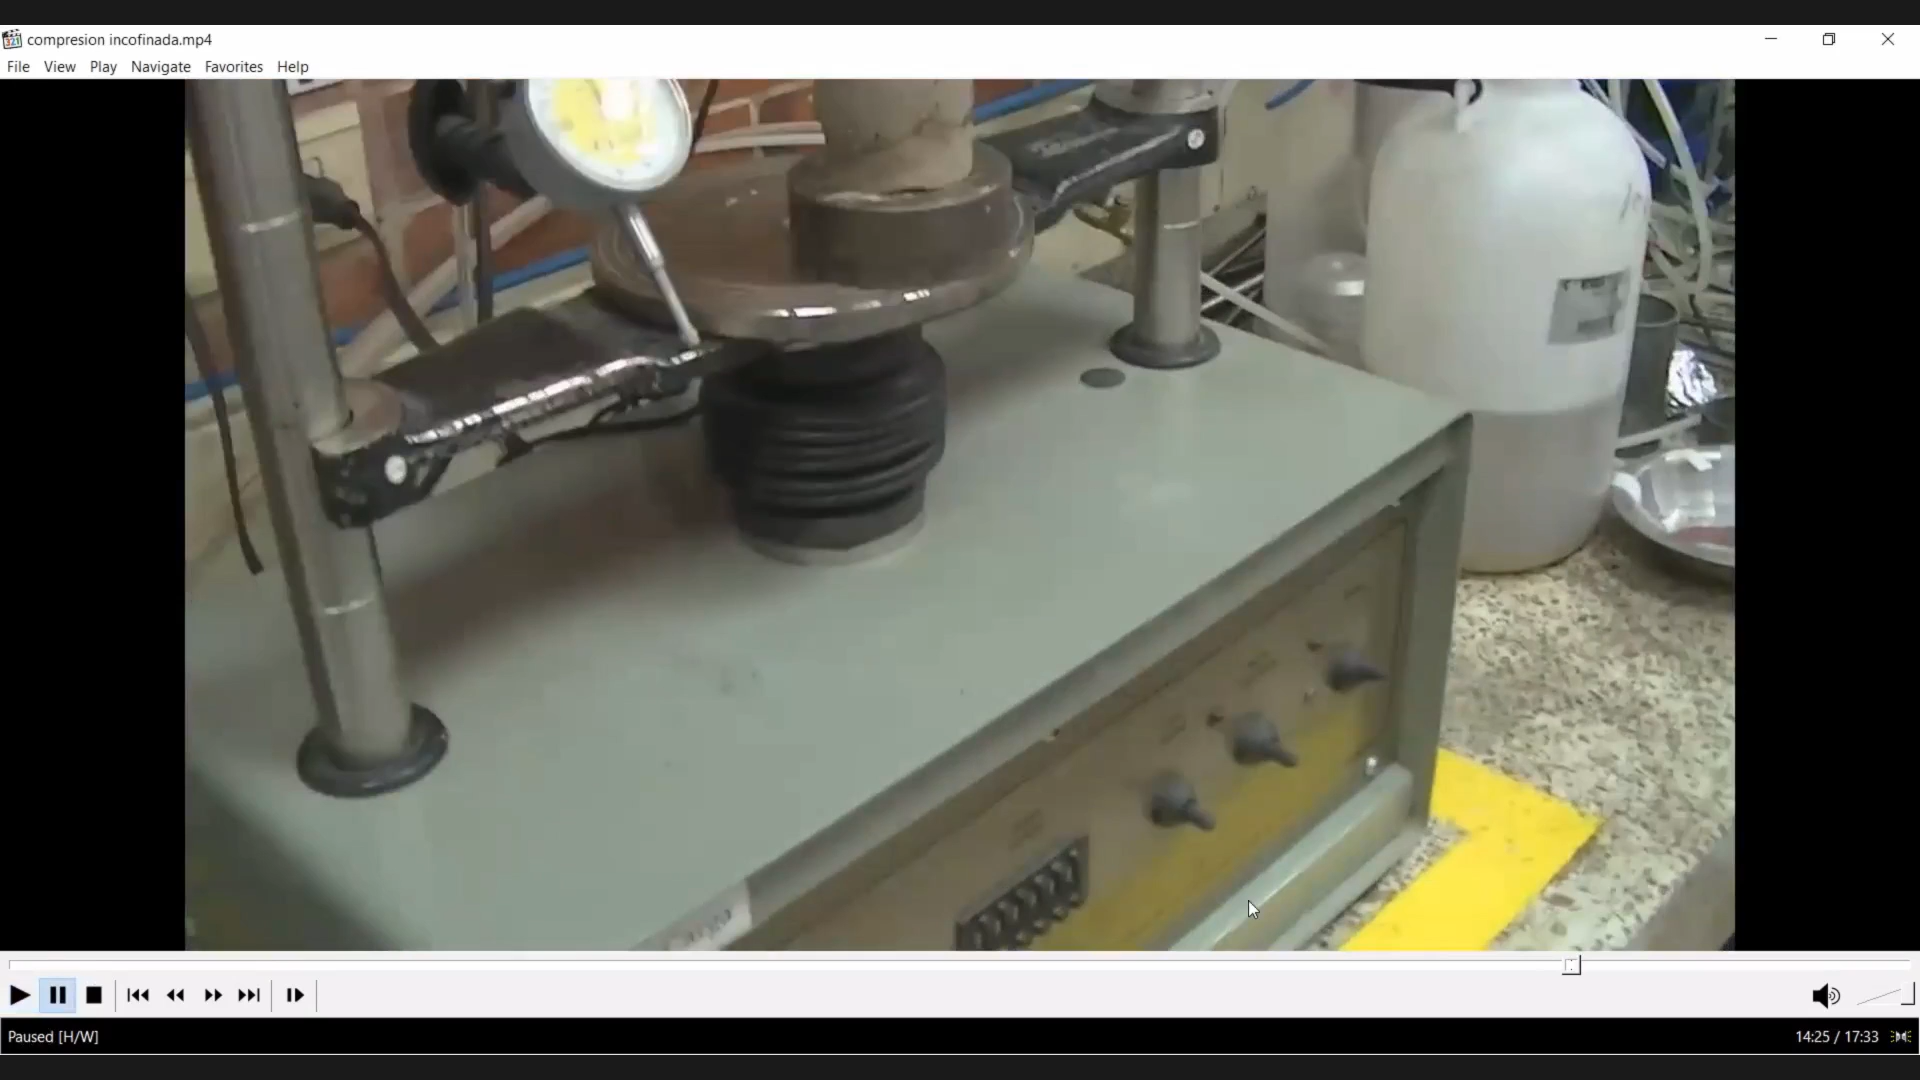 compresion incofinada.mp4
File View Play Navigate Favorites Help
Paused [H/W]
14:25 / 17:33